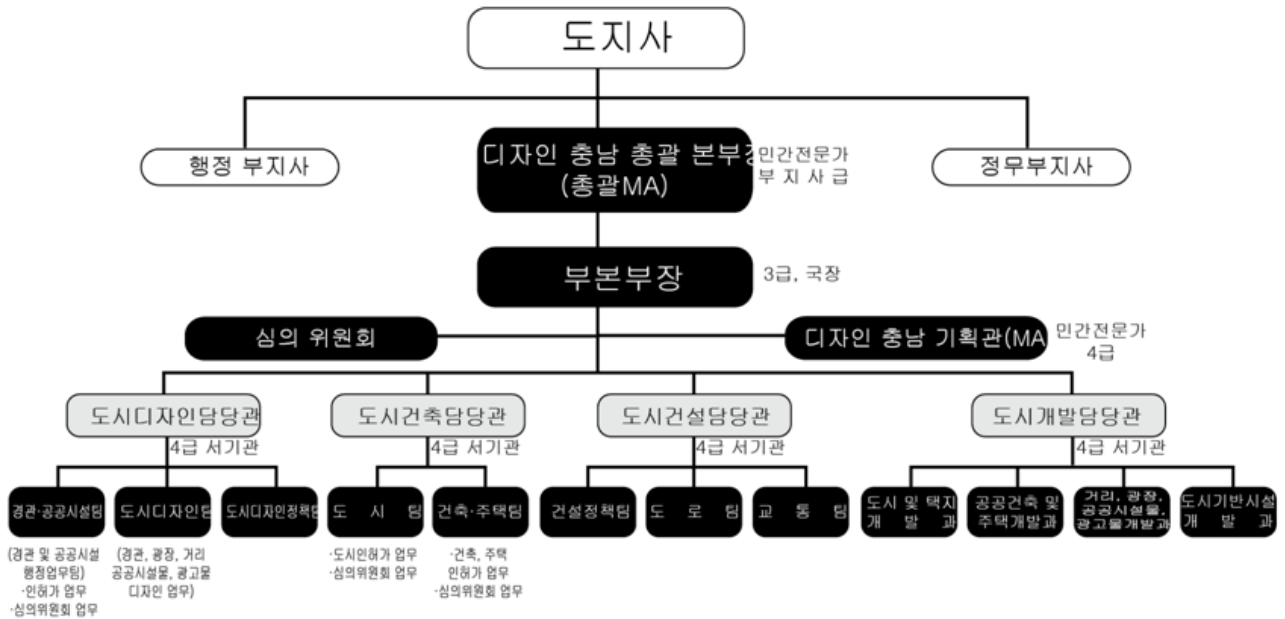 도지사
행정 부지사
디자인 충남 총괄 본부장
(총괄MA)
민간전문가
부 지 사 급
정무부지사
부본부장
3급, 국장
심의 위원회
디자인 충남 기획관(MA
민간전문가
4급
도시디자인담당관
4급 서기관
도시건축담당관
4급 서기관
도시건설담당관
4급 서기관
도시개발담당관
4급 서기관
경관·공공시설팀
(경관 및 공공시설
행정업무팀)
·인허가 업무
·심의위원회 업무
도시디자인팀
(경관, 광장, 거리
공공시설물, 광고물
디자인 업무)
도시디자인정책팀
도 시 팀
·도시인허가 업무
·심의위원회 업무
건축·주택팀
·건축, 주택
인허가 업무
·심의위원회 업무
건설정책팀
도 로 팀
교 통 팀
도시 및 택지
개 발 과
공공건축 및
주택개발과
거리, 광장,
공공시설물,
광고물개발과
도시기반시설
개 발 과